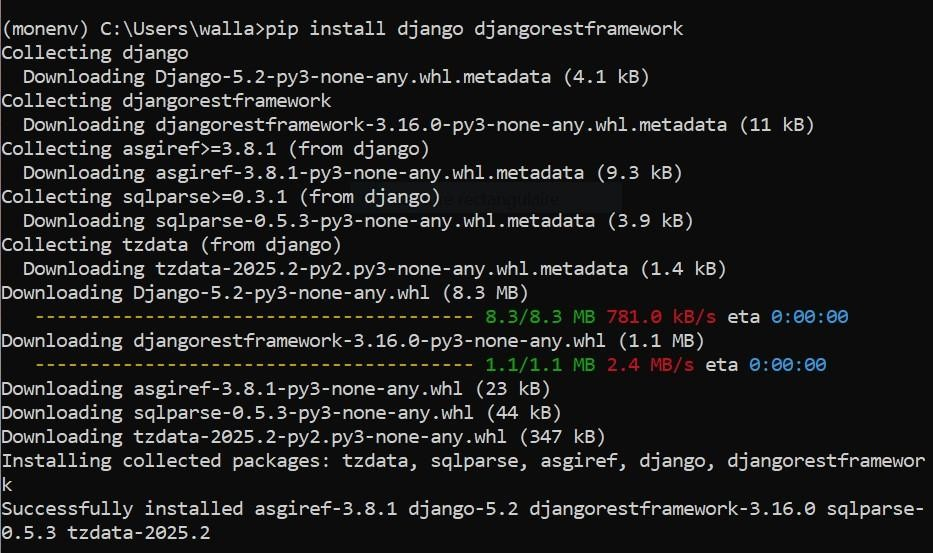 (monenv) C:\Users\walla>pip install django djangorestframework
Collecting django
  Downloading Django-5.2-py3-none-any.whl.metadata (4.1 kB)
Collecting djangorestframework
  Downloading djangorestframework-3.16.0-py3-none-any.whl.metadata (11 kB)
Collecting asgiref>=3.8.1 (from django)
  Downloading asgiref-3.8.1-py3-none-any.whl.metadata (9.3 kB)
Collecting sqlparse>=0.3.1 (from django) rectangulaire
  Downloading sqlparse-0.5.3-py3-none-any.whl.metadata (3.9 kB)
Collecting tzdata (from django)
  Downloading tzdata-2025.2-py2.py3-none-any.whl.metadata (1.4 kB)
Downloading Django-5.2-py3-none-any.whl (8.3 MB)
   ---------------------------------------- 8.3/8.3 MB 781.0 kB/s eta 0:00:00
Downloading djangorestframework-3.16.0-py3-none-any.whl (1.1 MB)
   ---------------------------------------- 1.1/1.1 MB 2.4 MB/s eta 0:00:00
Downloading asgiref-3.8.1-py3-none-any.whl (23 kB)
Downloading sqlparse-0.5.3-py3-none-any.whl (44 kB)
Downloading tzdata-2025.2-py2.py3-none-any.whl (347 kB)
Installing collected packages: tzdata, sqlparse, asgiref, django, djangorestframewor
k
Successfully installed asgiref-3.8.1 django-5.2 djangorestframework-3.16.0 sqlparse-
0.5.3 tzdata-2025.2